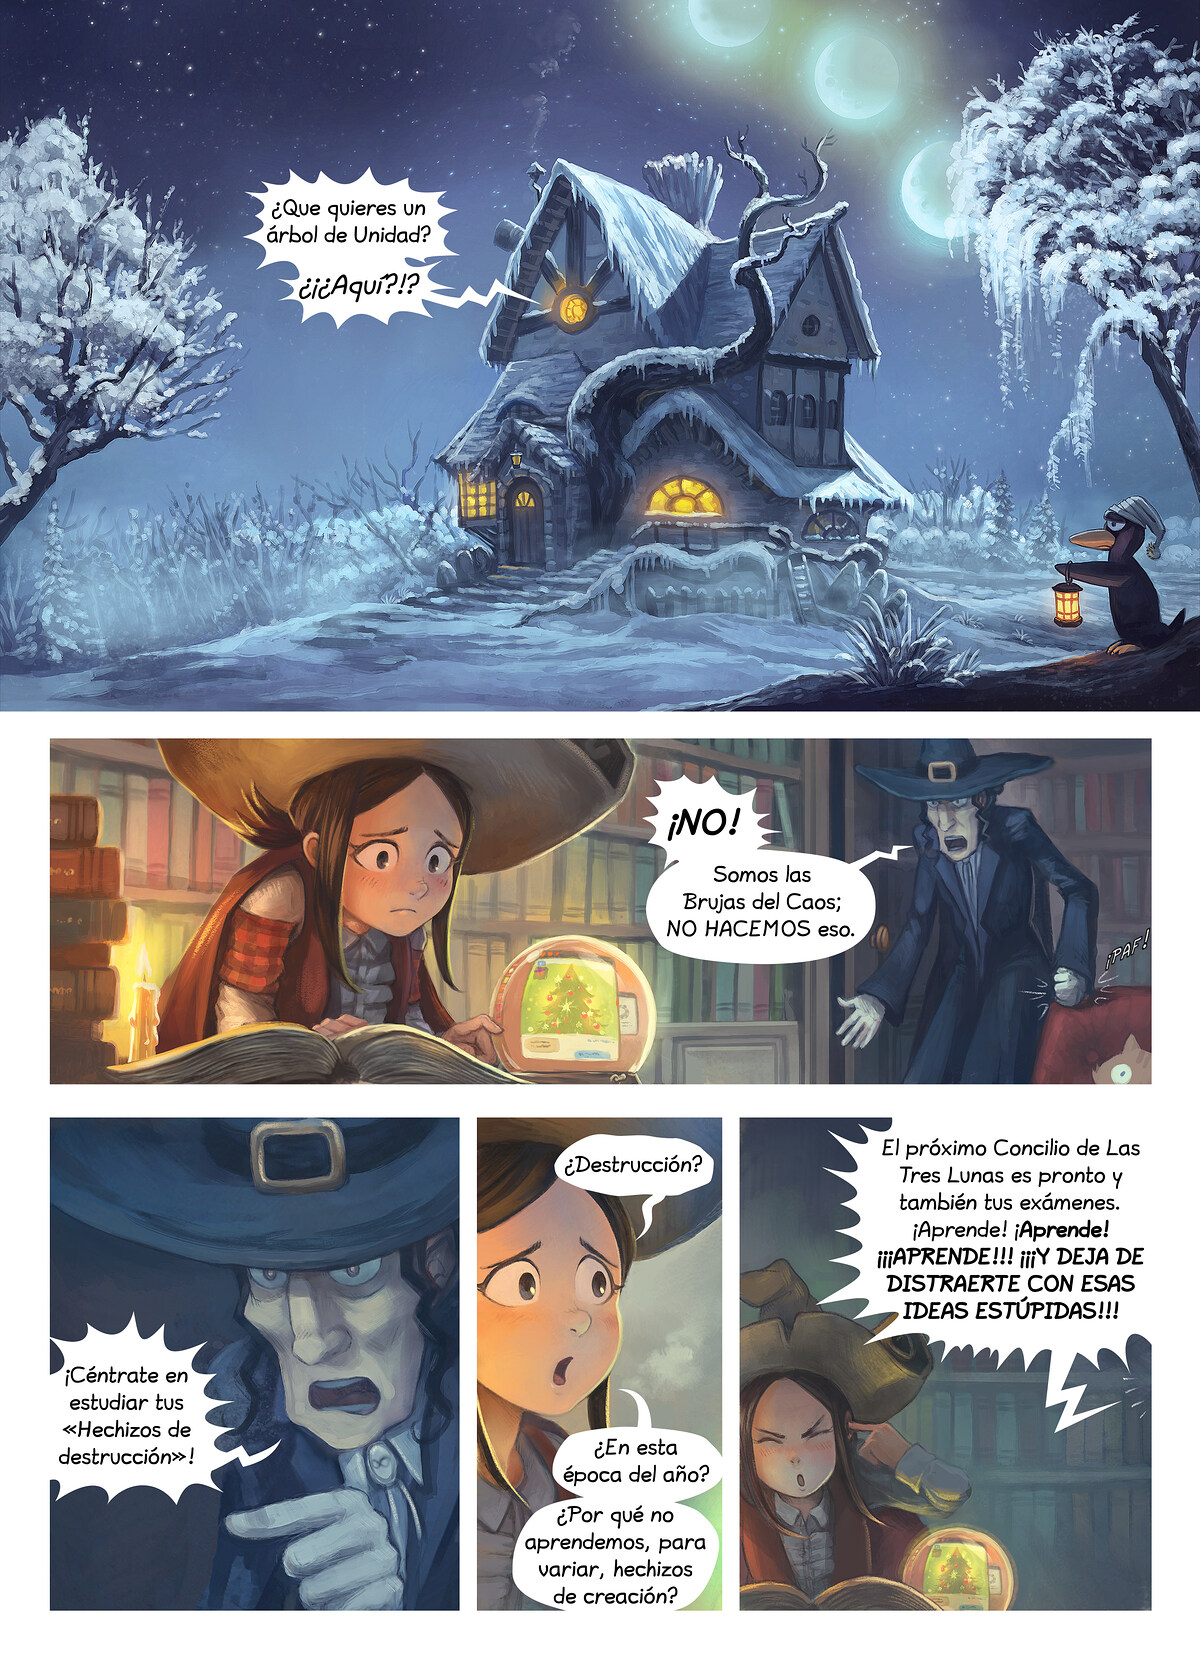 ¿Que quieres un
árbol de Unidad?
¿¡¿Aquí?!?
¡NO!
Somos las
Brujas del Caos;
NO HACEMOS eso.
¡PAF!
¡Céntrate en
estudiar tus
«Hechizos de
destrucción»!
¿Destrucción?
¿En esta
época del año?
¿Por qué no
aprendemos, para
variar, hechizos
de creación?
El próximo Concilio de Las
Tres Lunas es pronto y
también tus exámenes.
¡Aprende! ¡Aprende!
¡¡¡APRENDE!!! ¡¡¡Y DEJA DE
DISTRAERTE CON ESAS
IDEAS ESTÚPIDAS!!!